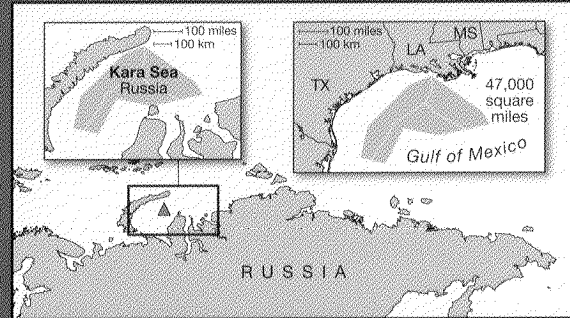 100 miles
100 km
Kara Sea
Russia
100 miles
100 km
MS
LA
TX
47,000
square
miles
Gulf of Mexico
RUSSIA